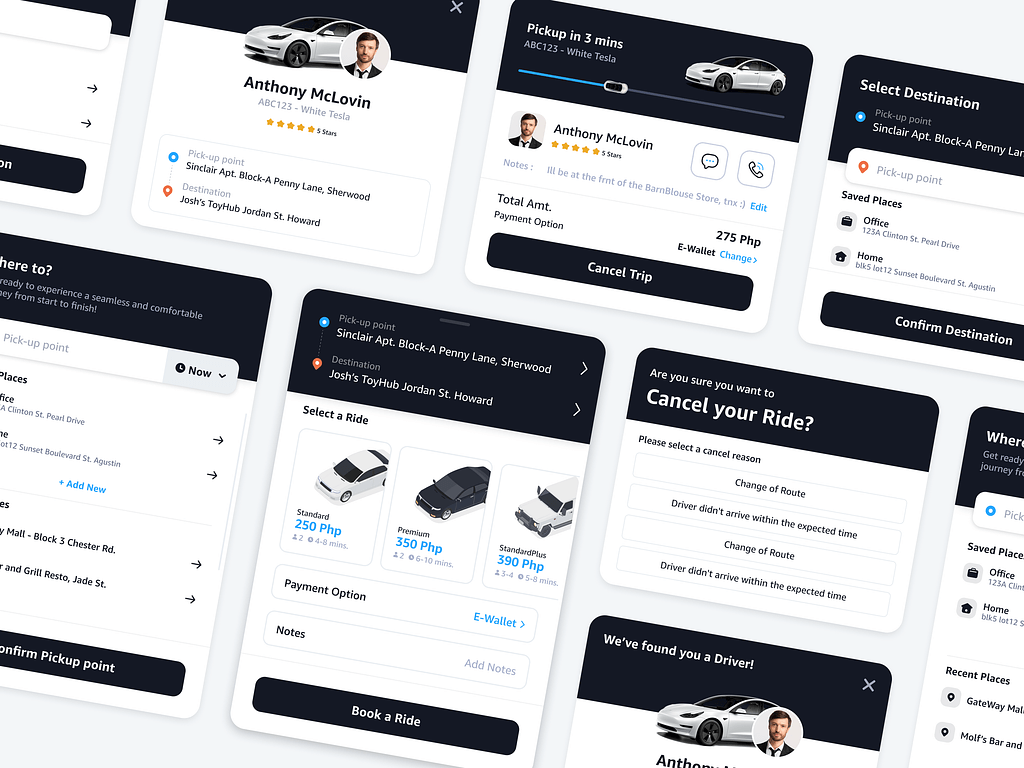 Anthony McLovin
ABC123 - White Tesla
5 Stars
Pick-up point
Sinclair Apt. Block-A Penny Lane, Sherwood
Destination
Josh's ToyHub Jordan St. Howard
Pickup in 3 mins
ABC123 - White Tesla
Anthony McLovin
5 Stars
Notes :
Ill be at the frnt of the BarnBlouse Store, tnx :)
Edit
Total Amt.
275 Php
Payment Option
E-Wallet
Change
Cancel Trip
Select Destination
Pick-up point
Sinclair Apt. Block-A Penny
Pick-up point
Saved Places
Office
123A Clinton St. Pearl Drive
Home
blk5 lot12 Sunset Boulevard St. Agustin
Confirm Destination
here to?
ready to experience a seamless and comfortable
ney from start to finish!
Pick-up point
Now
Places
fice
A Clinton St. Pearl Drive
me
lot12 Sunset Boulevard St. Agustin
+ Add New
es
y Mall - Block 3 Chester Rd.
r and Grill Resto, Jade St.
onfirm Pickup point
Pick-up point
Sinclair Apt. Block-A Penny Lane, Sherwood
Destination
Josh's ToyHub Jordan St. Howard
Select a Ride
Standard
250 Php
2
4-8 mins.
Premium
350 Php
2
6-10 mins.
StandardPlus
390 Php
3-4
5-8 mins.
Payment Option
E-Wallet
Notes
Add Notes
Book a Ride
Are you sure you want to
Cancel your Ride?
Please select a cancel reason
Change of Route
Driver didn't arrive within the expected time
Change of Route
Driver didn't arrive within the expected time
We've found you a Driver!
Anthony
Where
Get ready
journey from
Pick
Saved Places
Office
123A Clinton
Home
blk5 lot12
Recent Places
GateWay Mall
Molf's Bar and